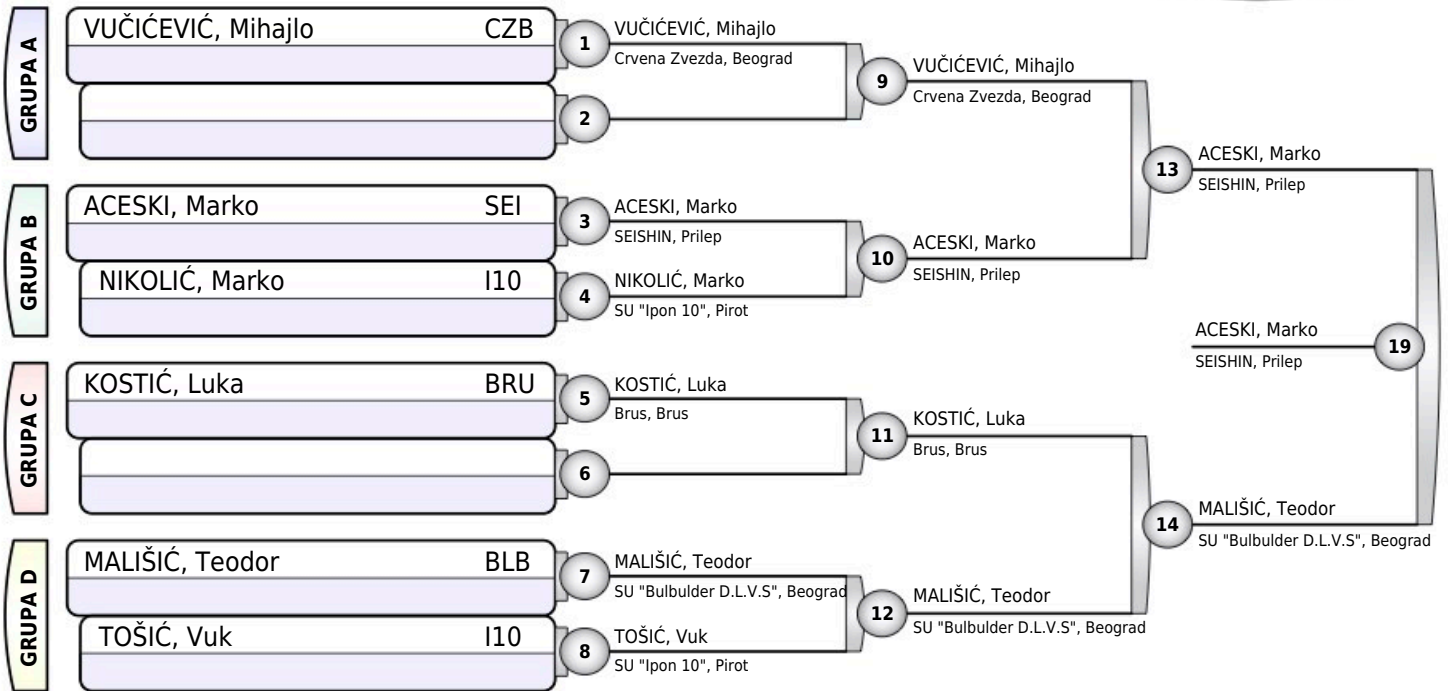 GRUPA A
VUČIĆEVIĆ, Mihajlo CZB
1
VUČIĆEVIĆ, Mihajlo
Crvena Zvezda, Beograd
2
9
VUČIĆEVIĆ, Mihajlo
Crvena Zvezda, Beograd
GRUPA B
ACESKI, Marko SEI
3
ACESKI, Marko
SEISHIN, Prilep
NIKOLIĆ, Marko I10
4
NIKOLIĆ, Marko
SU "Ipon 10", Pirot
10
ACESKI, Marko
SEISHIN, Prilep
13
ACESKI, Marko
SEISHIN, Prilep
GRUPA C
KOSTIĆ, Luka BRU
5
KOSTIĆ, Luka
Brus, Brus
6
11
KOSTIĆ, Luka
Brus, Brus
GRUPA D
MALIŠIĆ, Teodor BLB
7
MALIŠIĆ, Teodor
SU "Bulbulder D.L.V.S", Beograd
TOŠIĆ, Vuk I10
8
TOŠIĆ, Vuk
SU "Ipon 10", Pirot
12
MALIŠIĆ, Teodor
SU "Bulbulder D.L.V.S", Beograd
14
MALIŠIĆ, Teodor
SU "Bulbulder D.L.V.S", Beograd
ACESKI, Marko
SEISHIN, Prilep
19